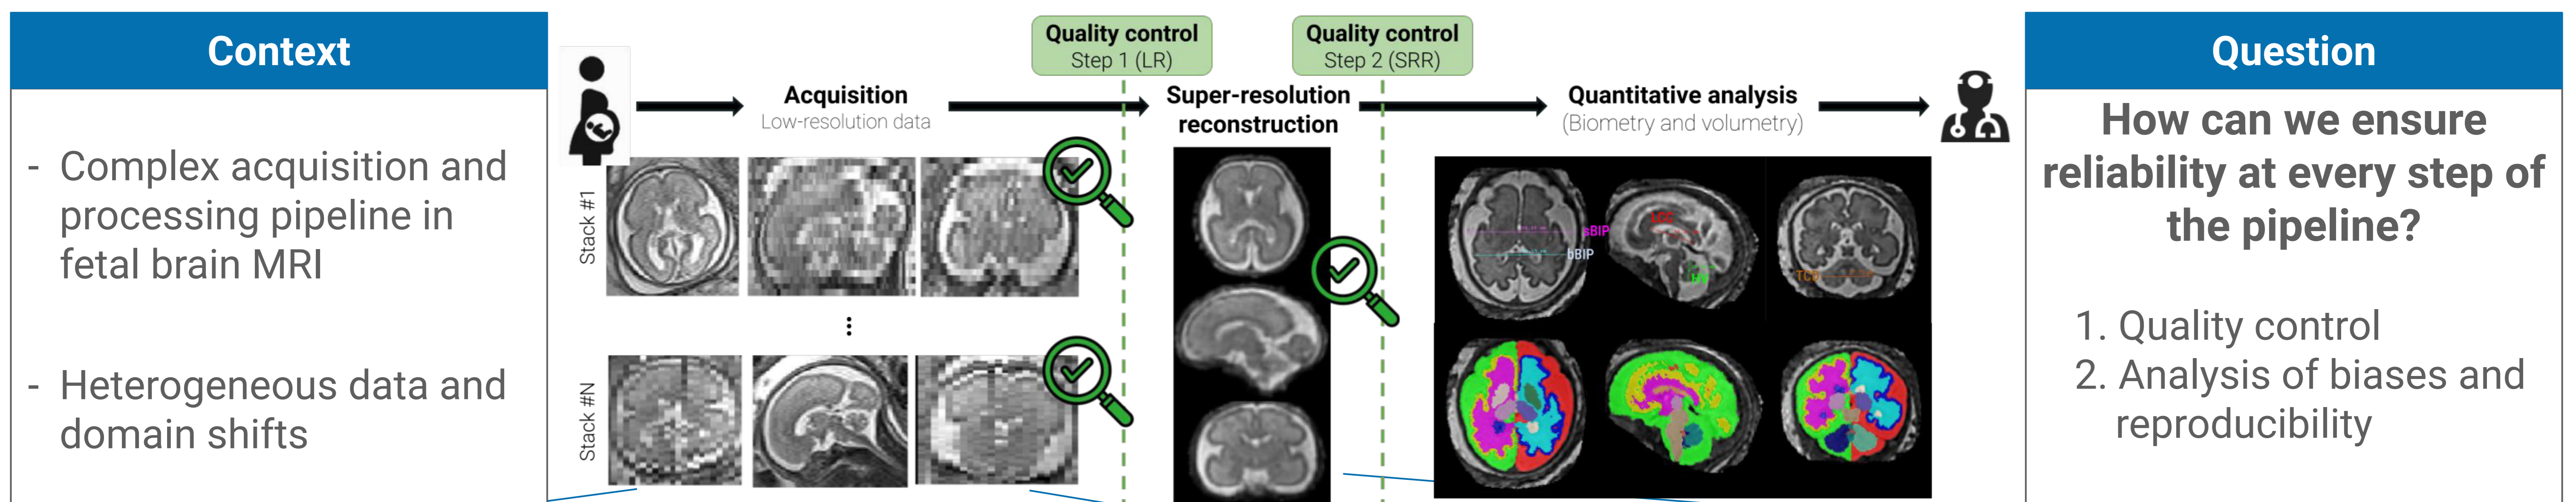 Context
- Complex acquisition and
processing pipeline in
fetal brain MRI
- Heterogeneous data and
domain shifts
Quality control
Step 1 (LR)
Quality control
Step 2 (SRR)
Acquisition
Low-resolution data
Super-resolution
reconstruction
Quantitative analysis
(Biometry and volumetry)
Stack #1
Stack #N
LCC
sBIP
bBIP
HV
TCD
Question
How can we ensure
reliability at every step of
the pipeline?
1. Quality control
2. Analysis of biases and
reproducibility